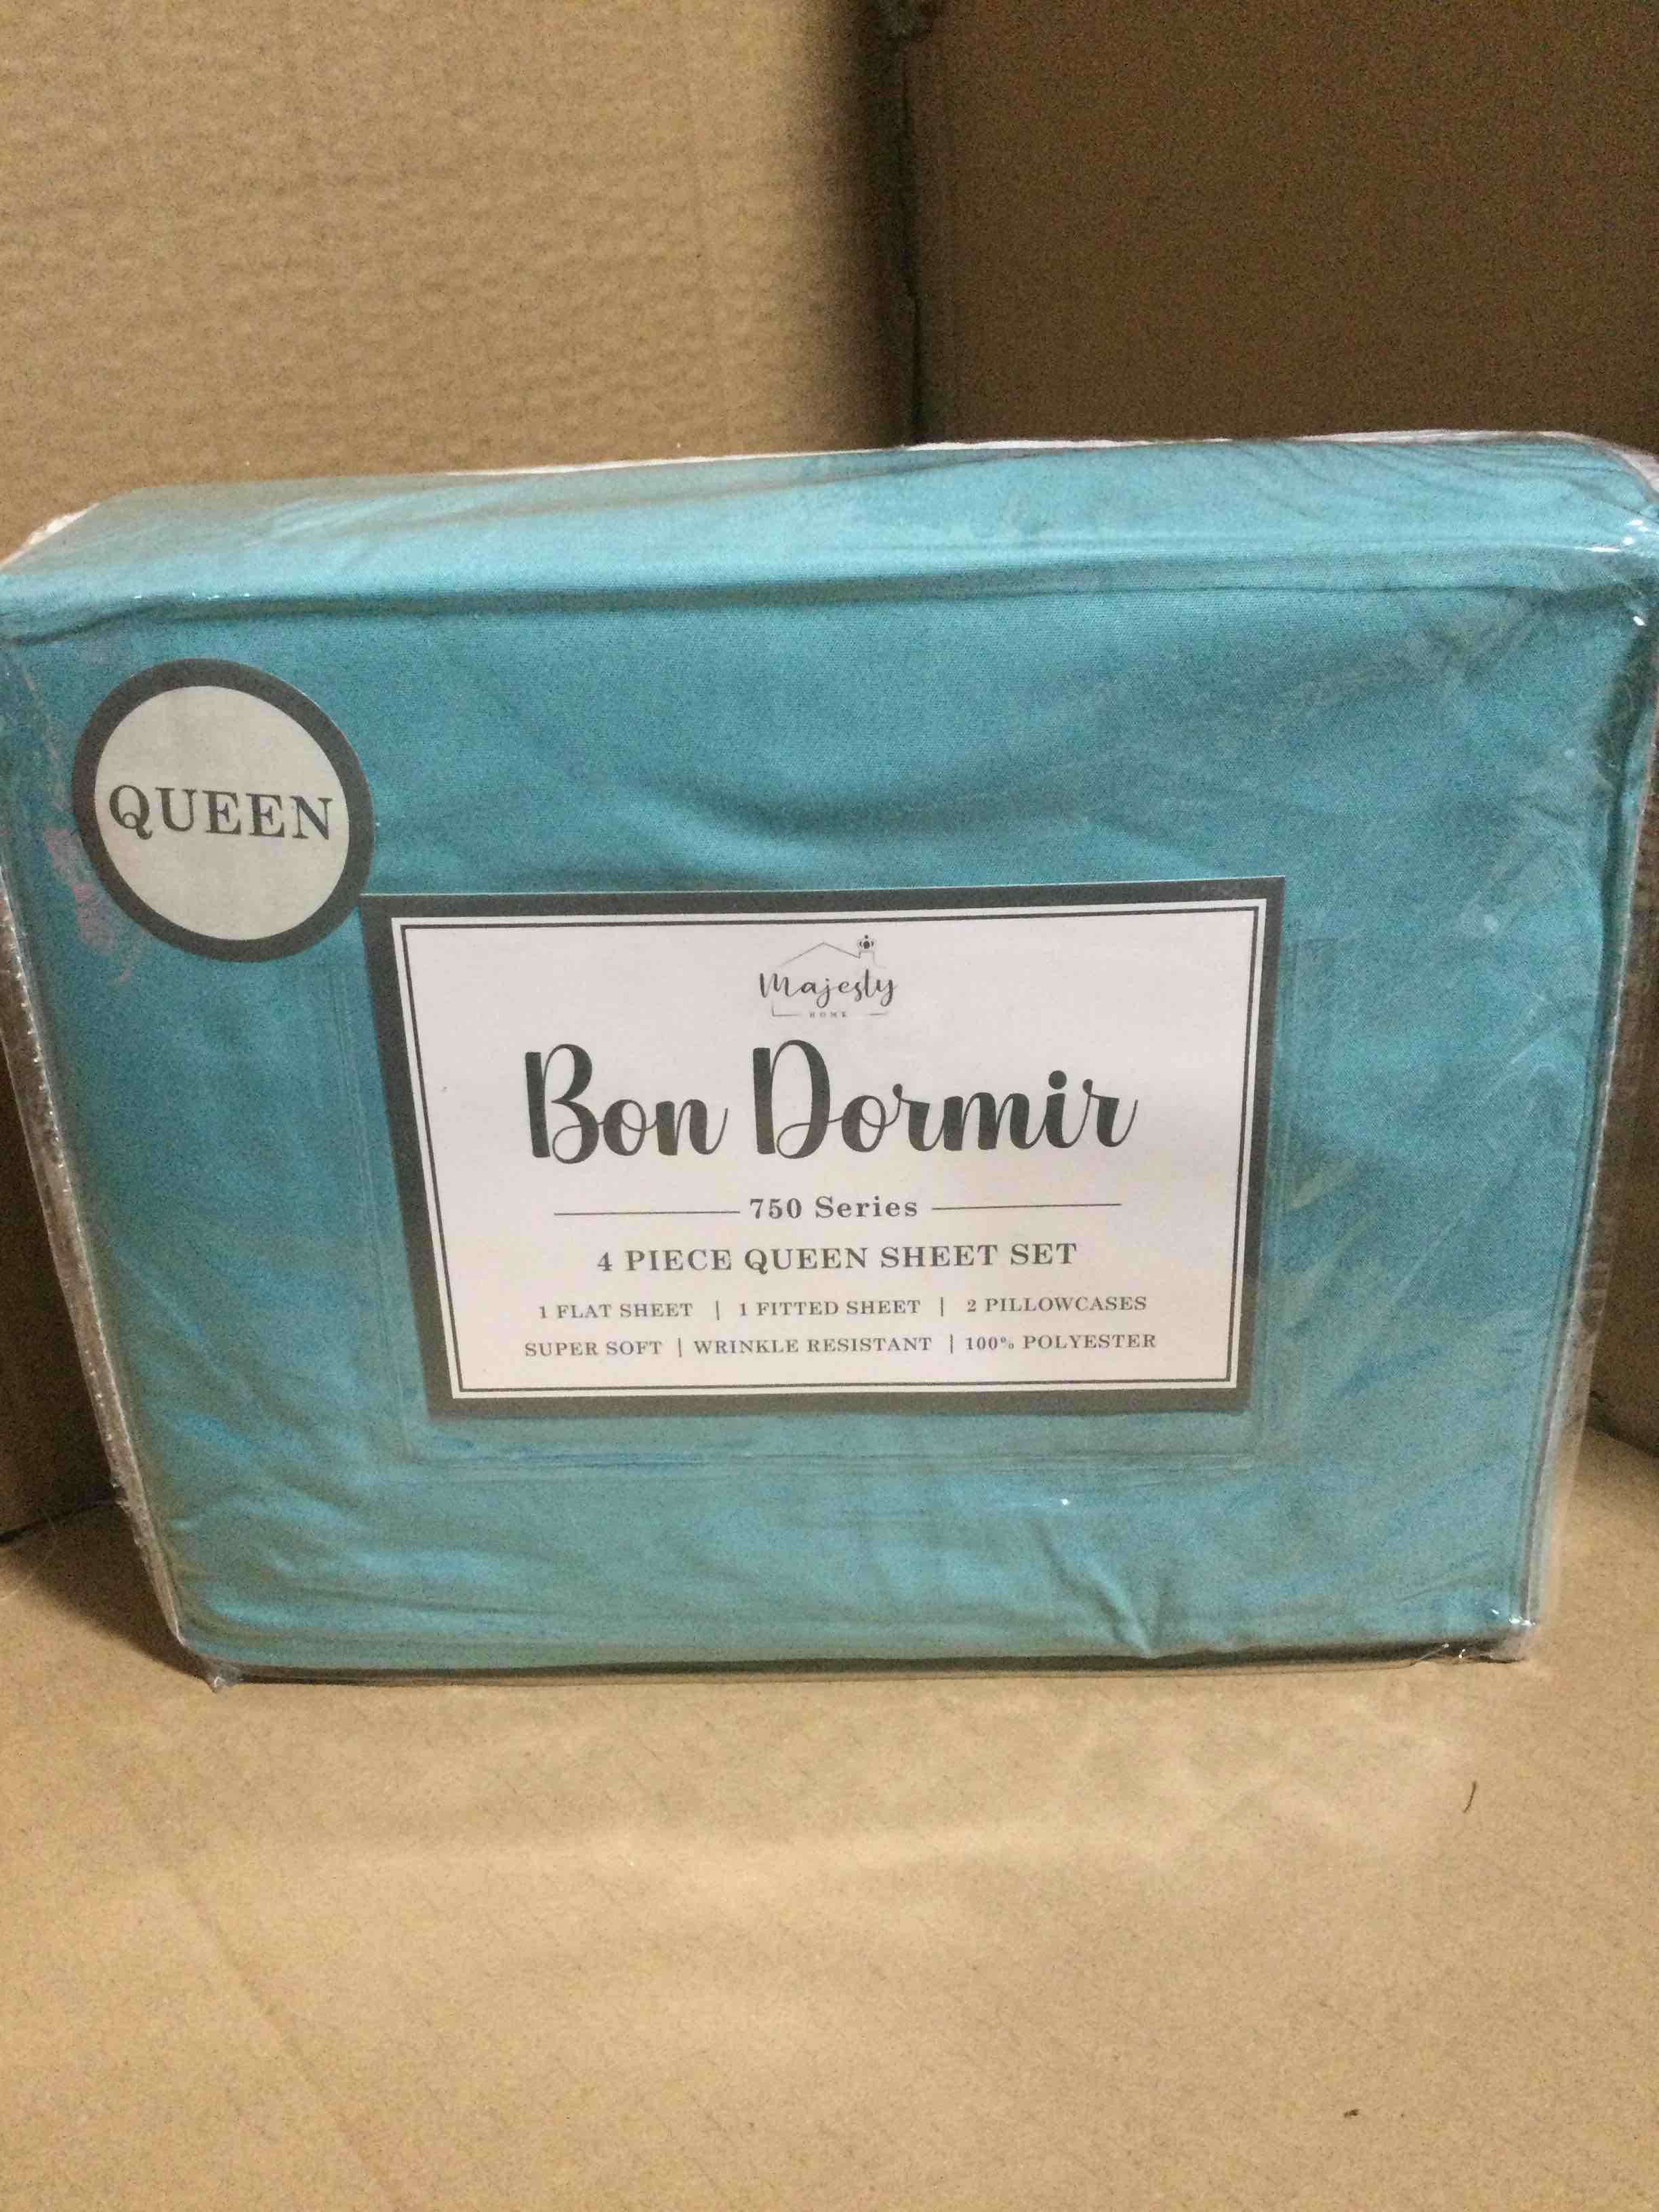 QUEEN
Majesty
HOME
Bon Dormir
750 Series
4 PIECE QUEEN SHEET SET
1 FLAT SHEET | 1 FITTED SHEET | 2 PILLOWCASES
SUPER SOFT | WRINKLE RESISTANT | 100% POLYESTER